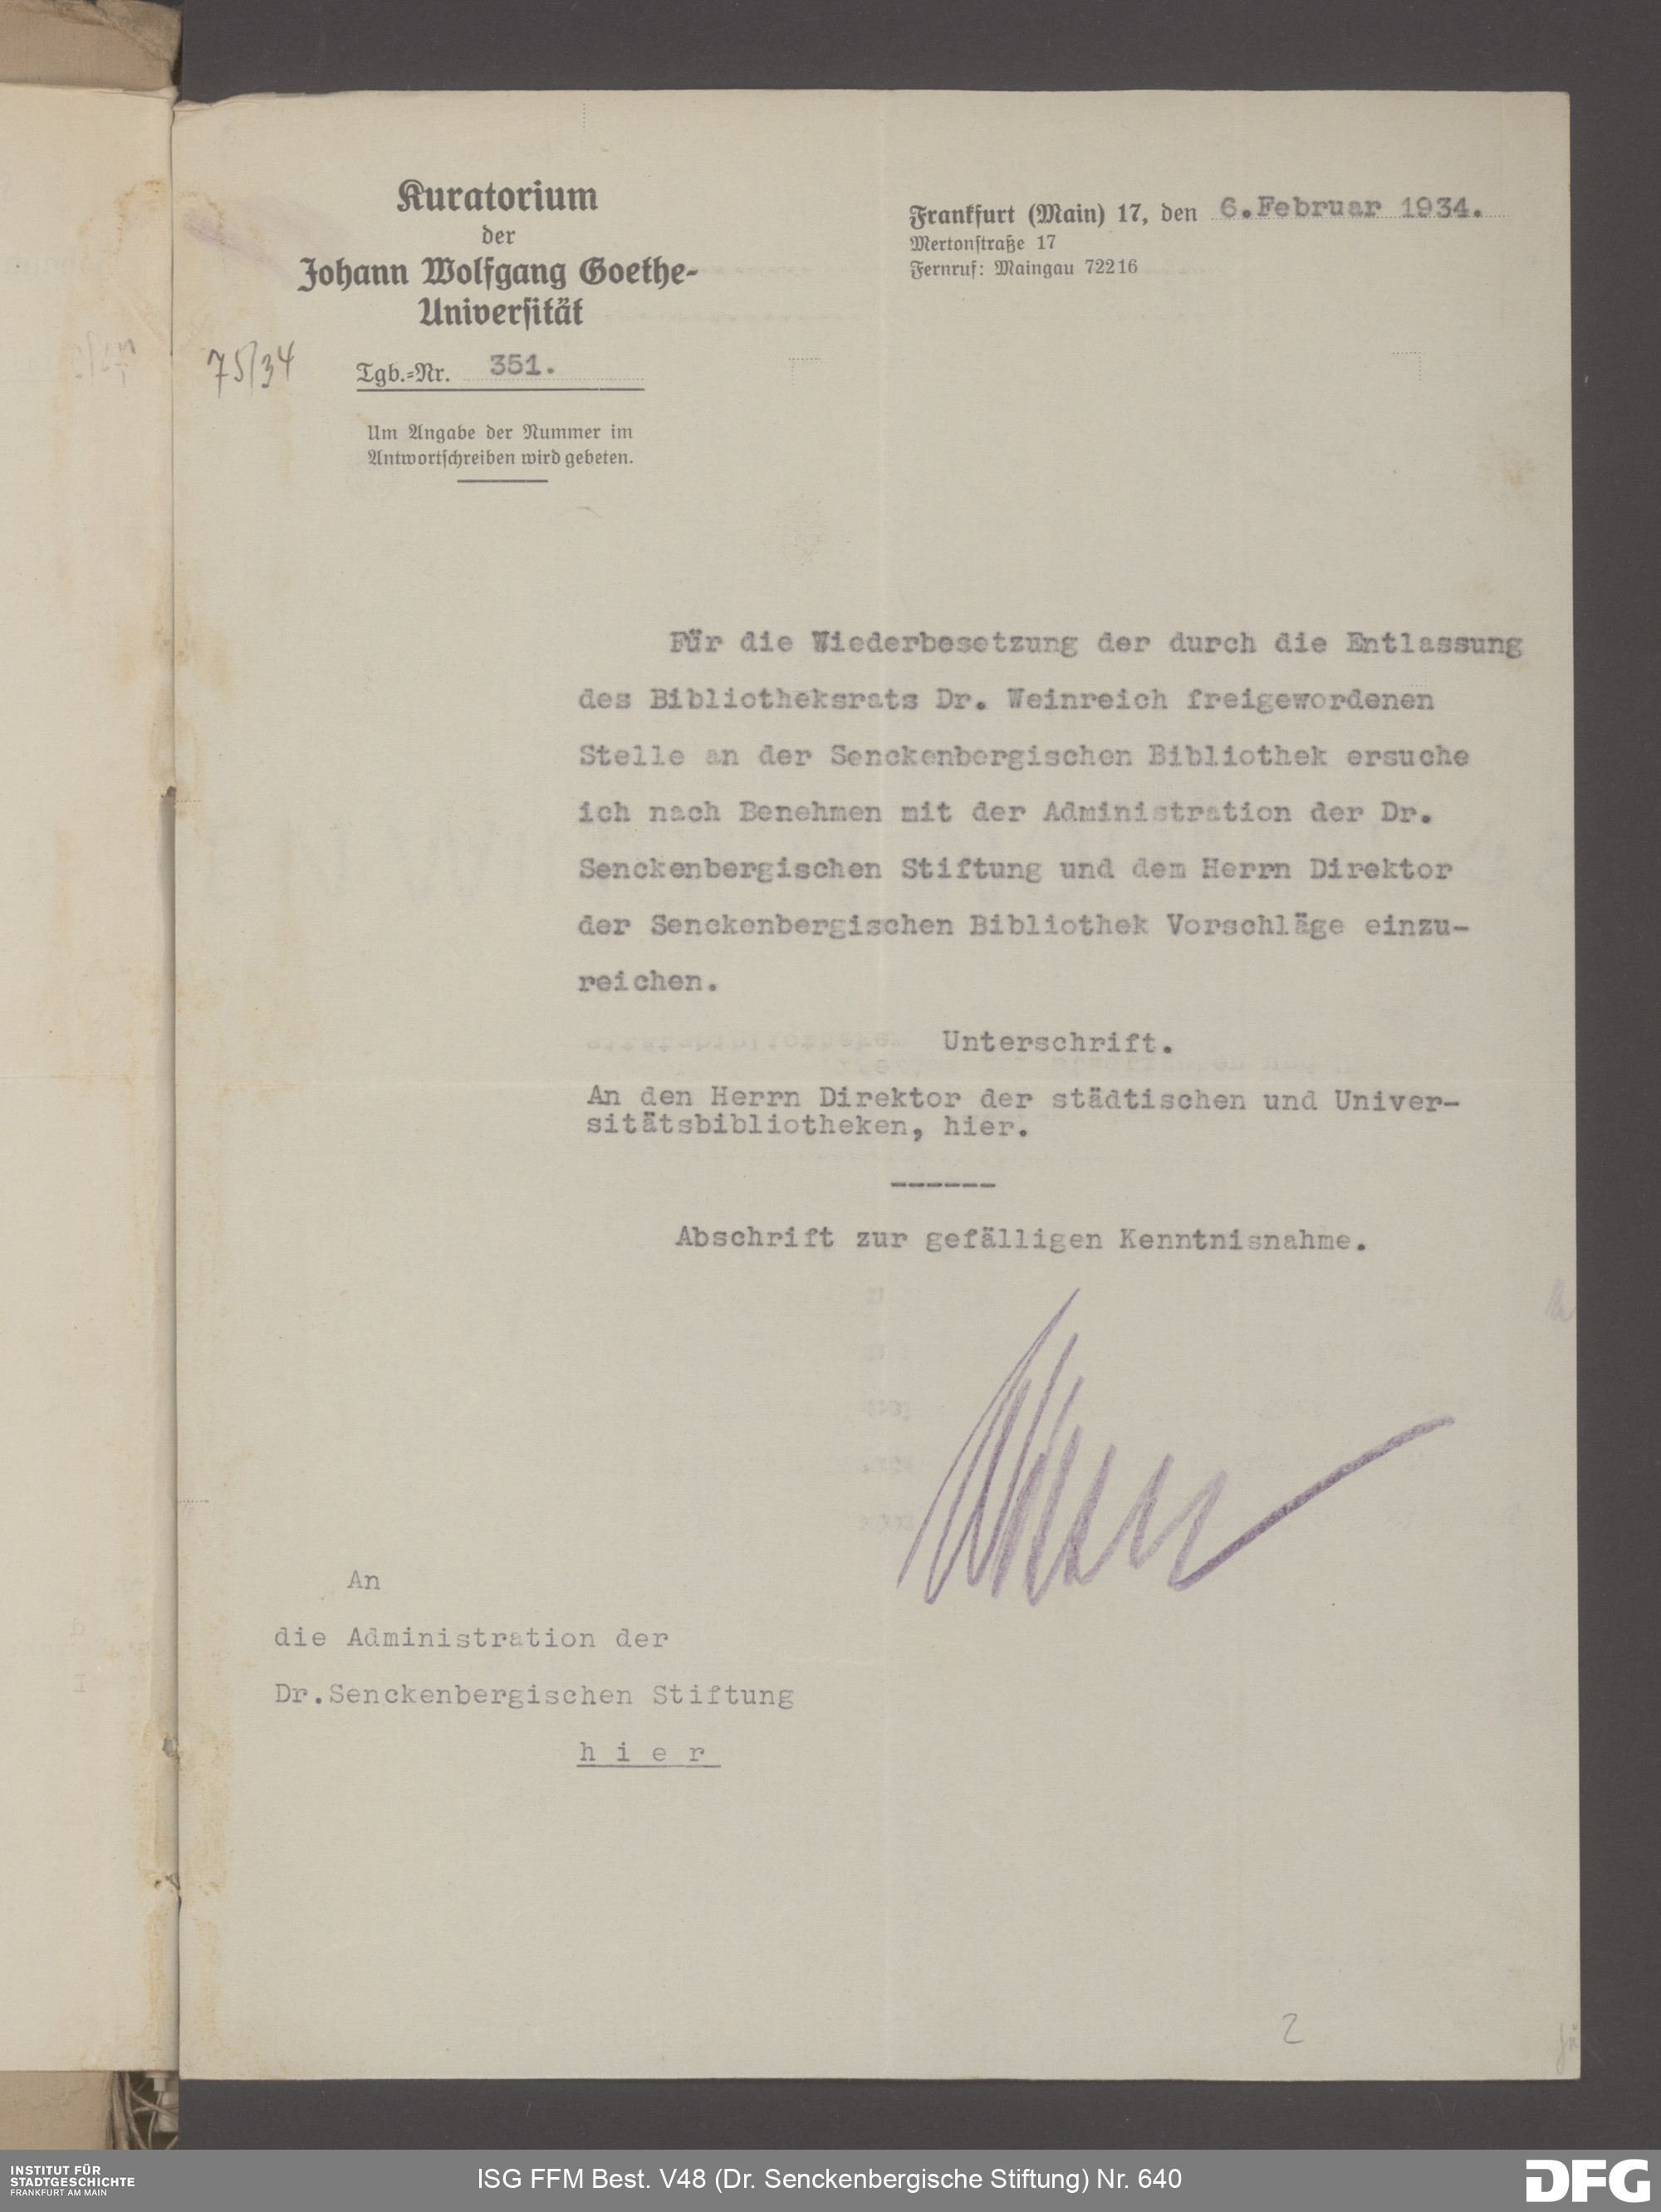 Kuratorium
der
Johann Wolfgang Goethe-
Universität
75/34
Tgb.-Nr. 351.
Um Angabe der Nummer im
Antwortschreiben wird gebeten.
Frankfurt (Main) 17, den 6.Februar 1934.
Mertonstraße 17
Fernruf: Maingau 72216
Für die Wiederbesetzung der durch die Entlassung
des Bibliotheksrats Dr. Weinreich freigewordenen
Stelle an der Senckenbergischen Bibliothek ersuche
ich nach Benehmen mit der Administration der Dr.
Senckenbergischen Stiftung und dem Herrn Direktor
der Senckenbergischen Bibliothek Vorschläge einzu-
reichen.
Unterschrift.
An den Herrn Direktor der städtischen und Univer-
sitätsbibliotheken, hier.
------
Abschrift zur gefälligen Kenntnisnahme.
An
die Administration der
Dr.Senckenbergischen Stiftung
h i e r
2
INSTITUT FÜR
STADTGESCHICHTE
FRANKFURT AM MAIN
ISG FFM Best. V48 (Dr. Senckenbergische Stiftung) Nr. 640
DFG